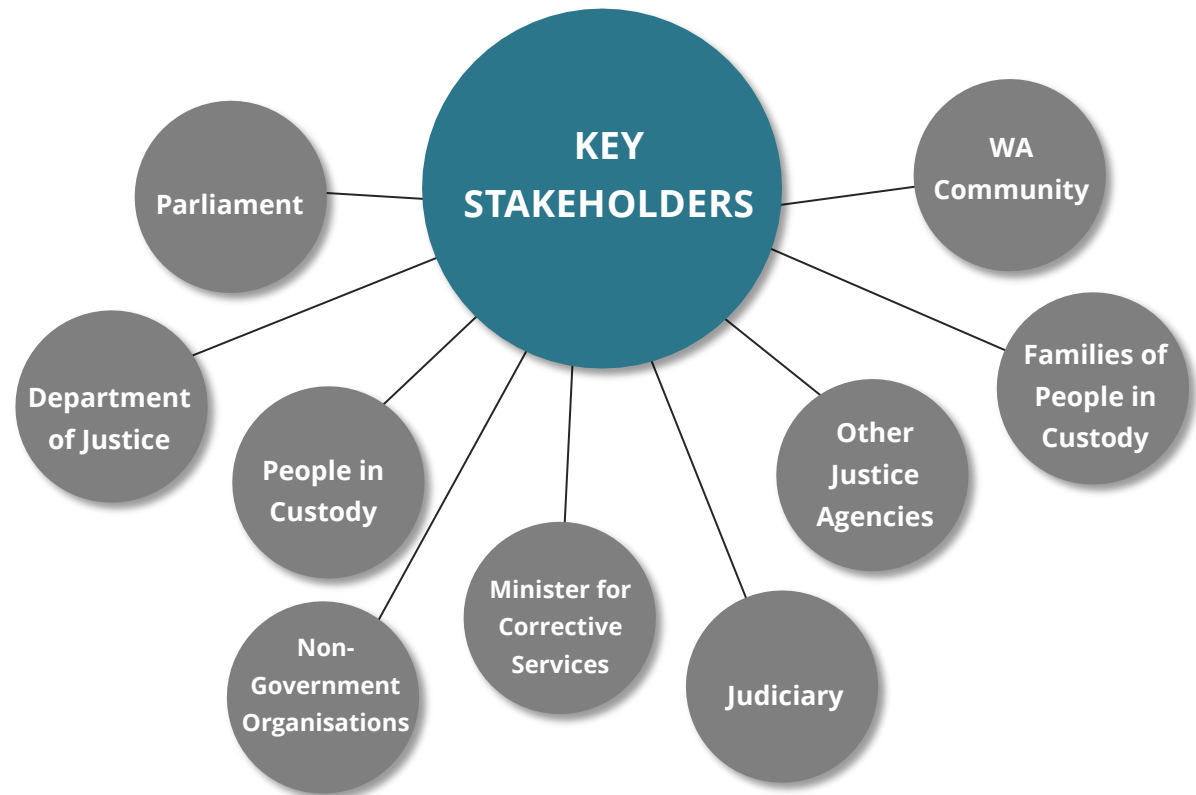 KEY
STAKEHOLDERS
Parliament
WA
Community
Department
of Justice
People in
Custody
Non-
Government
Organisations
Minister for
Corrective
Services
Judiciary
Other
Justice
Agencies
Families of
People in
Custody